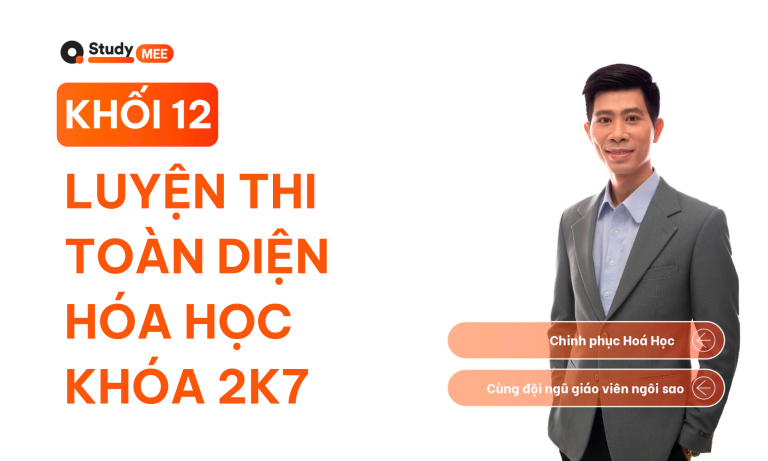 Study MEE
KHỐI 12
LUYỆN THI
TOÀN DIỆN
HÓA HỌC
KHÓA 2K7
Chinh phục Hoá Học
Cùng đội ngũ giáo viên ngôi sao